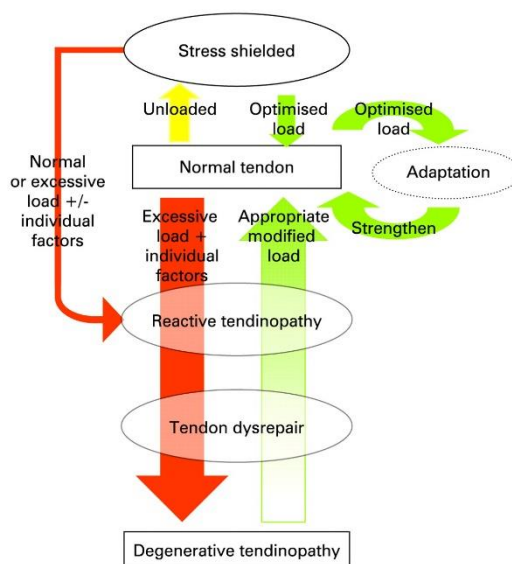 Stress shielded
Unloaded
Optimised
load
Optimised
load
Normal
or excessive
load +/-
individual
factors
Normal tendon
Adaptation
Excessive
load +
individual
factors
Appropriate
modified
load
Strengthen
Reactive tendinopathy
Tendon dysrepair
Degenerative tendinopathy